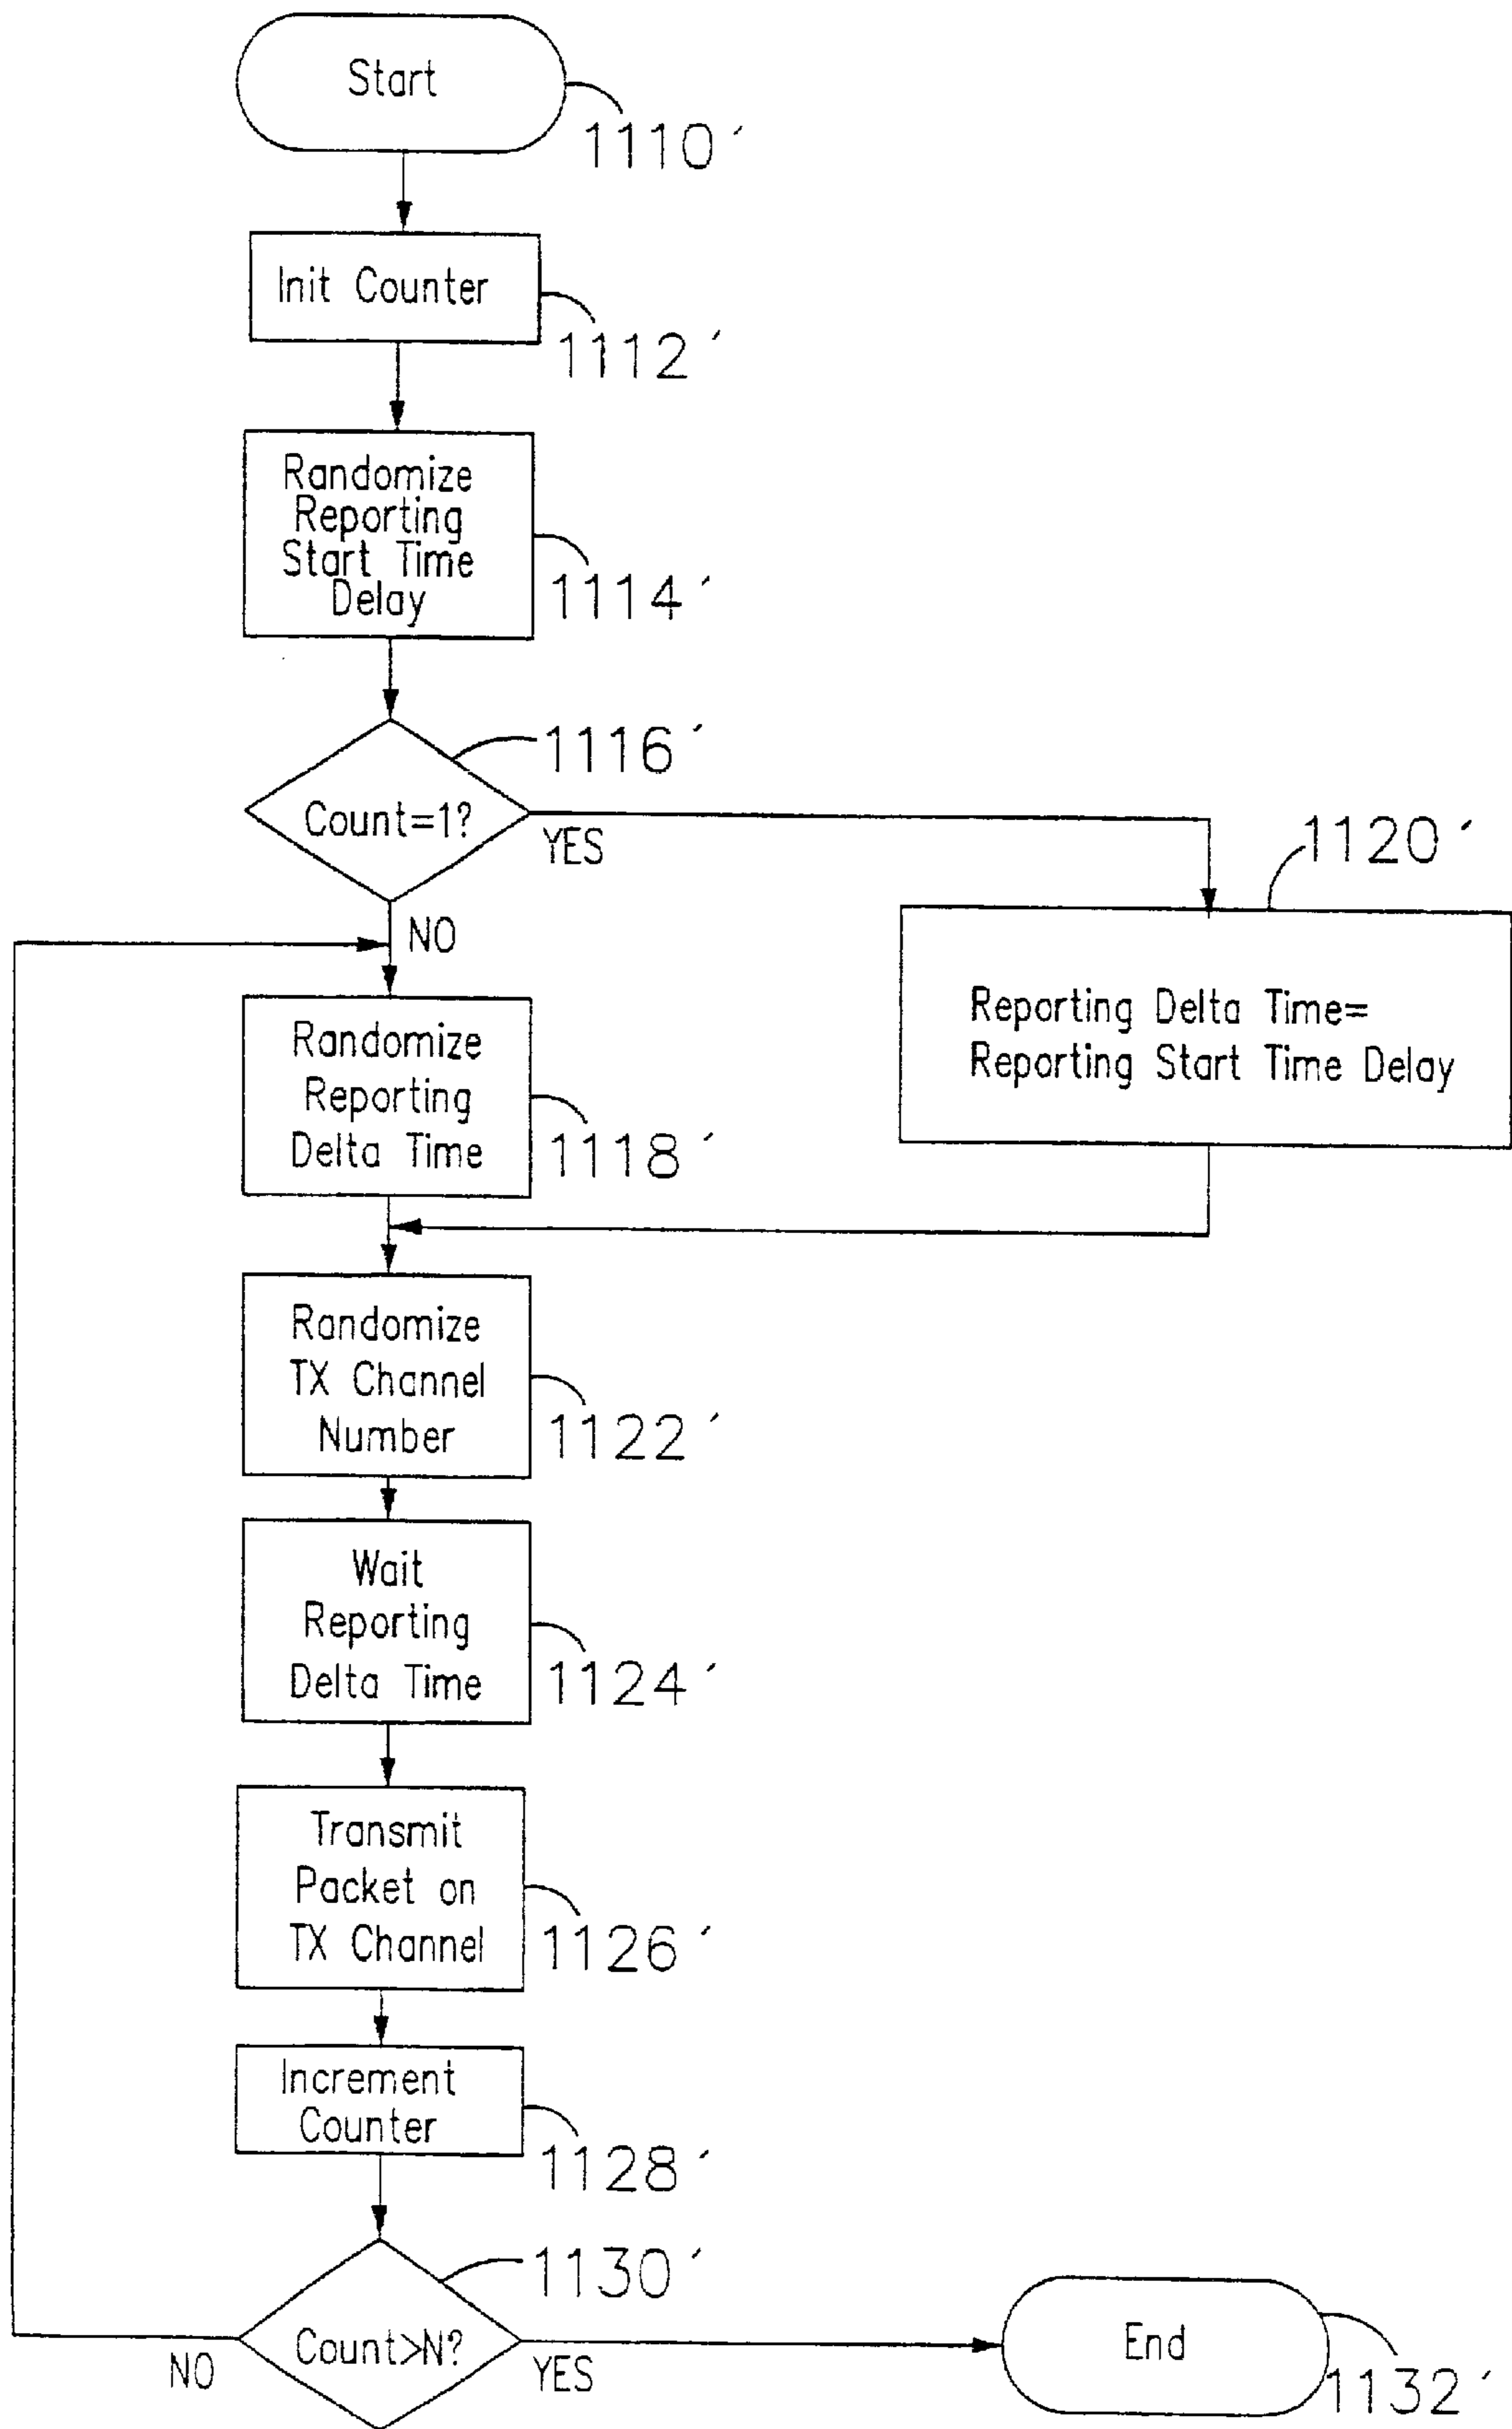 Start
1110′
Init Counter
1112′
Randomize
Reporting
Start Time
Delay
1114′
1116′
Count=1?
YES
1120′
NO
Reporting Delta Time=
Reporting Start Time Delay
Randomize
Reporting
Delta Time
1118′
Randomize
TX Channel
Number
1122′
Wait
Reporting
Delta Time
1124′
Transmit
Packet on
TX Channel
1126′
Increment
Counter
1128′
1130′
Count>N?
NO
YES
End
1132′